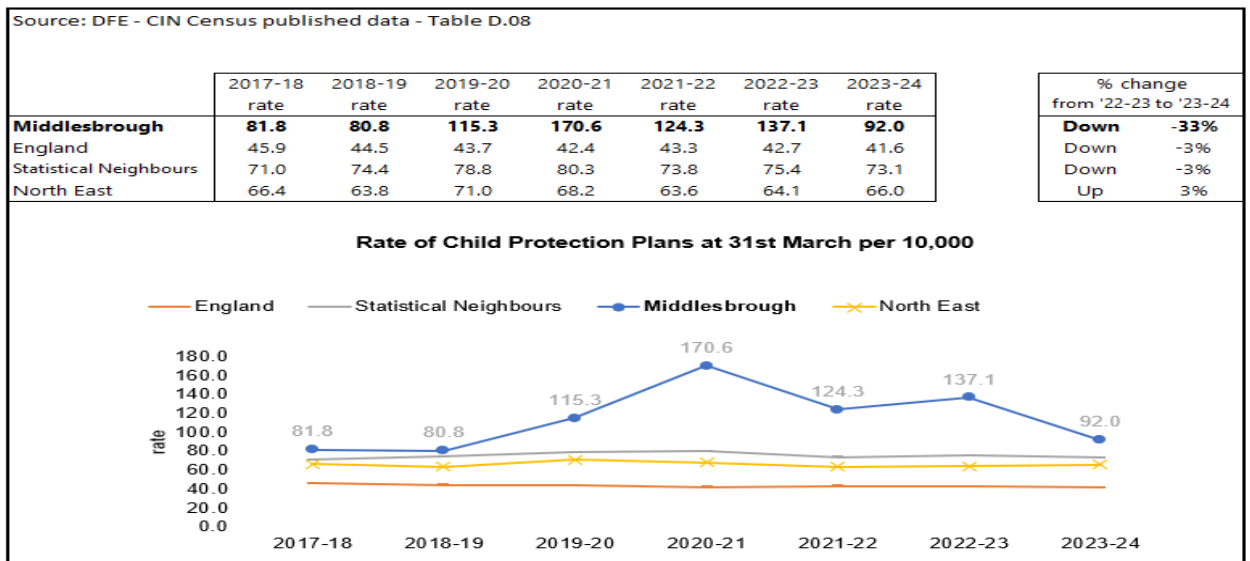 Source: DFE - CIN Census published data - Table D.08
2017-18 2018-19 2019-20 2020-21 2021-22 2022-23 2023-24 % change
rate rate rate rate rate rate rate from '22-23 to '23-24
Middlesbrough 81.8 80.8 115.3 170.6 124.3 137.1 92.0 Down -33%
England 45.9 44.5 43.7 42.4 43.3 42.7 41.6 Down -3%
Statistical Neighbours 71.0 74.4 78.8 80.3 73.8 75.4 73.1 Down -3%
North East 66.4 63.8 71.0 68.2 63.6 64.1 66.0 Up 3%
Rate of Child Protection Plans at 31st March per 10,000
England Statistical Neighbours Middlesbrough North East
180.0
160.0
140.0
120.0
100.0
80.0
60.0
40.0
20.0
0.0
rate
81.8 80.8 115.3 170.6 124.3 137.1 92.0
2017-18 2018-19 2019-20 2020-21 2021-22 2022-23 2023-24